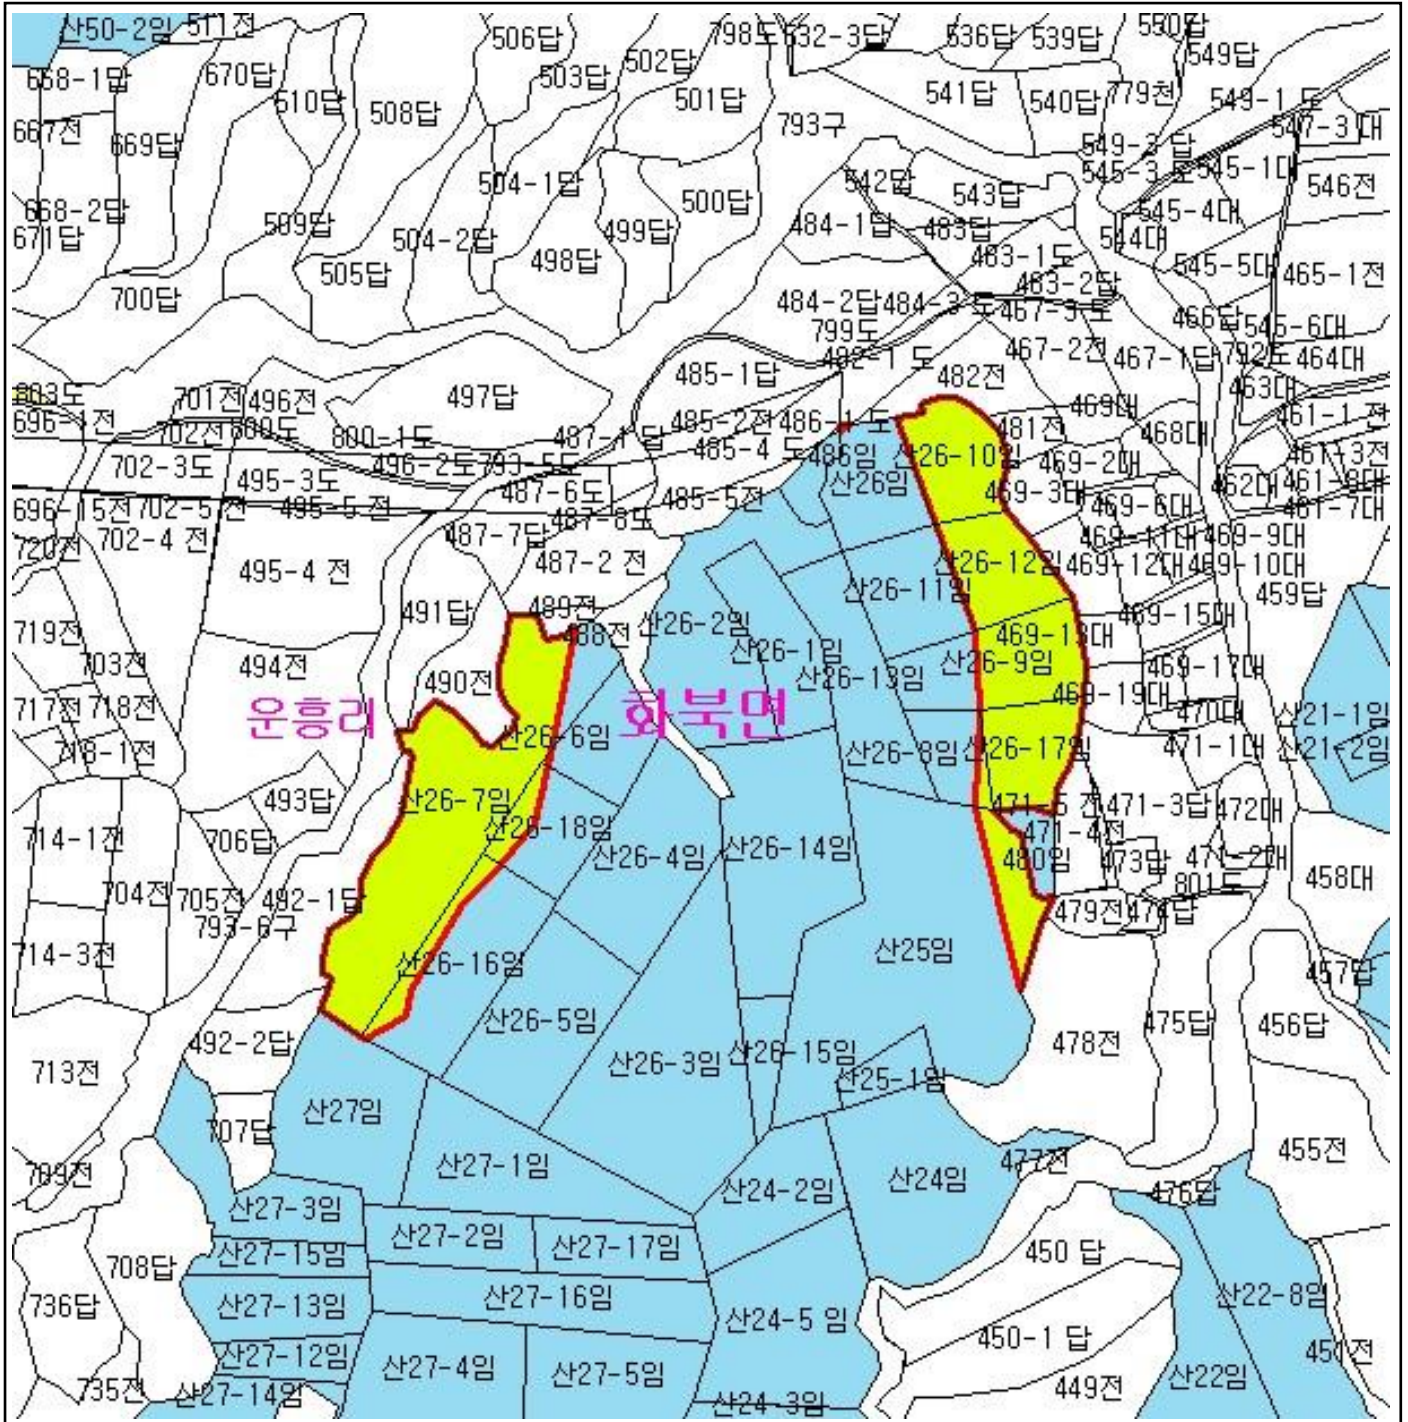 산50-2임 511전 506답 798도 532-3답 536답 539답 550답
668-1답 670답 503답 502답 549답
510답 508답 501답 541답 540답 779천 549-1 도
667전 669답 793구 549-3 답 547-3 대
504-1답 542답 543답 545-3 도 545-1대 546전
668-2답 509답 499답 500답 484-1답 483답 545-4대
671답 504-2답 498답 483-1도 544대
700답 505답 483-2답 545-5대 465-1전
484-2답 484-3 도 467-3 도 466답 545-6대
799도 482-1 도 467-2전 467-1답 792도 464대
803도 701전 496전 497답 485-1답 482전 463대
696-1전 702전 800도 800-1도 487-1 답 485-2전 486-1 도 481전 469대 468대 461-1 전
702-3도 495-3도 496-2도 793-5도 485-4 도 486임 산26-10임 469-2대 461-3전
696-15전 702-5 전 495-5 전 487-6도 485-5전 산26임 469-3대 469-6대 462대 461-9대
461-7대
720전 702-4 전 487-7답 487-8도 469-11대 469-9대
495-4 전 487-2 전 산26-11임 산26-12임 469-12대 469-10대 459답
719전 491답 489전 488전 산26-2임 469-13대 469-15대
703전 494전 490전 산26-1임 산26-13임 산26-9임 469-17대
717전 718전 운흥리 화북면 469-19대 470대 산21-1임
718-1전 산26-6임 산26-8임 산26-17임 471-1대 산21-2임
493답 산26-7임 471-5 전 471-3답 472대
714-1전 706답 산26-18임 산26-4임 산26-14임 471-4전
480임 473답 471-2대 458대
704전 705전 492-1답 801도
714-3전 793-6구 산26-16임 산25임 479전 474답 457답
492-2답 산26-5임 산26-15임 478전 475답 456답
713전 산26-3임 산25-1임
산27임
707답 455전
709전 산27-1임 산24-2임 산24임 477전 476답
산27-3임
산27-15임 산27-2임 산27-17임 450 답
708답
736답 산27-13임 산27-16임 산24-5 임 산22-8임
산27-12임 산27-4임 산27-5임 450-1 답
735전 산27-14임 산24-3임 449전 산22임